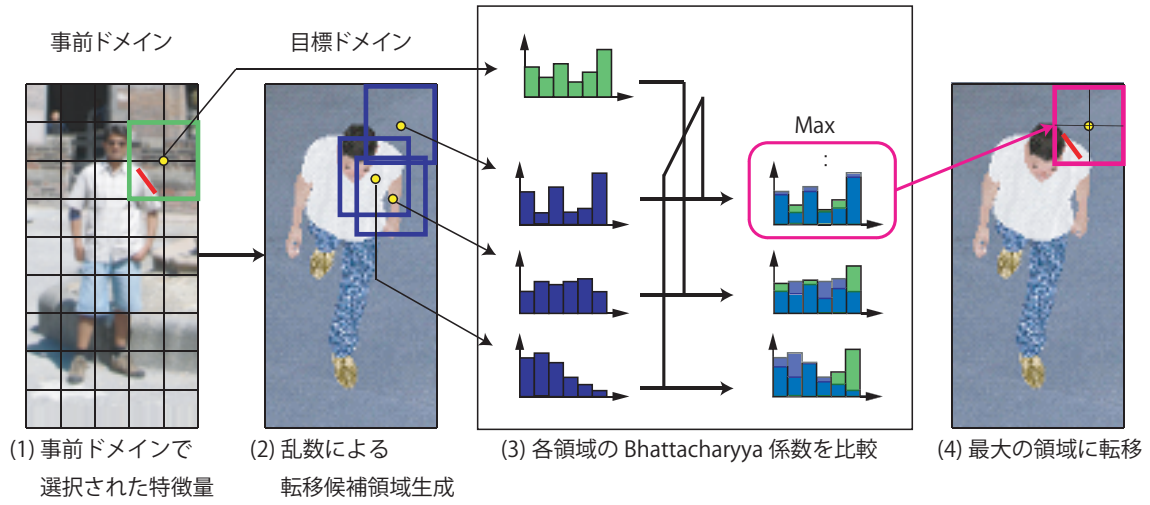 事前ドメイン
目標ドメイン
Max
:
(1) 事前ドメインで
選択された特徴量
(2) 乱数による
転移候補領域生成
(3) 各領域の Bhattacharyya 係数を比較
(4) 最大の領域に転移